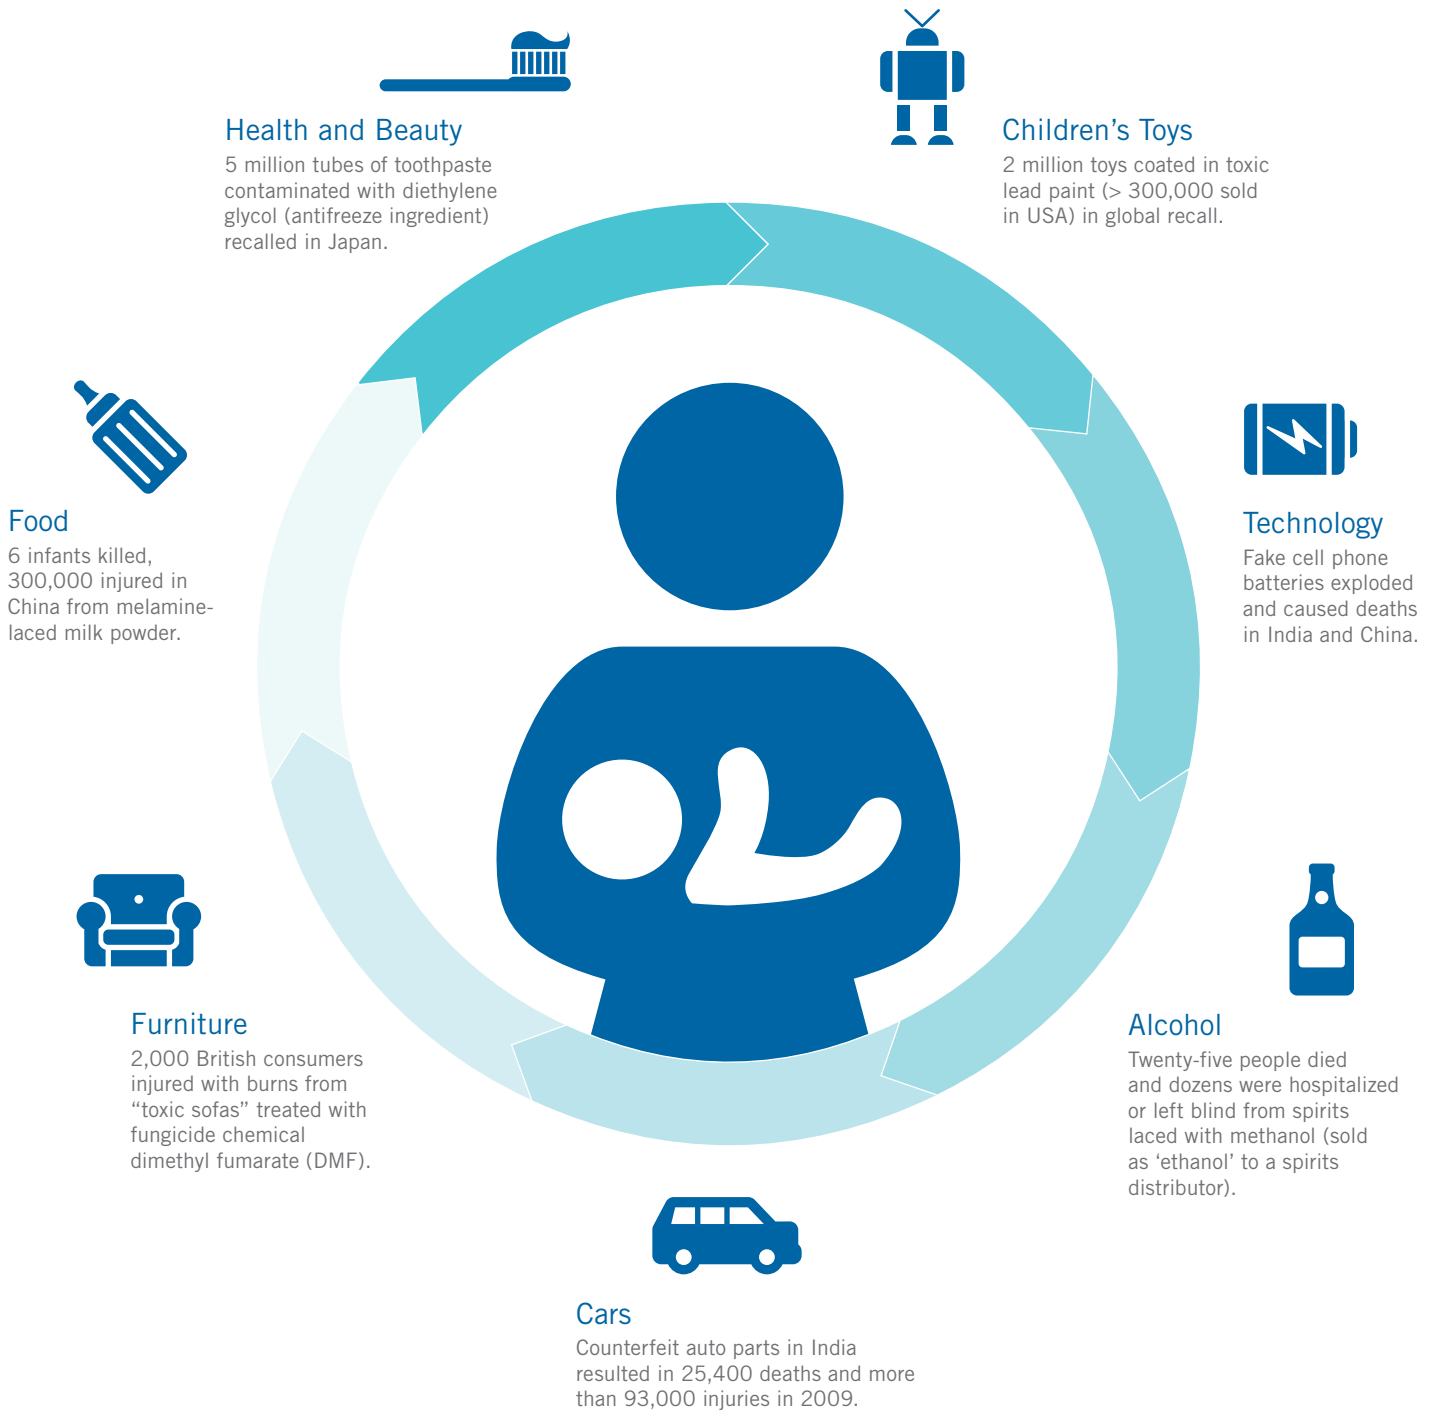 Health and Beauty
5 million tubes of toothpaste
contaminated with diethylene
glycol (antifreeze ingredient)
recalled in Japan.
Children’s Toys
2 million toys coated in toxic
lead paint (> 300,000 sold
in USA) in global recall.
Technology
Fake cell phone
batteries exploded
and caused deaths
in India and China.
Alcohol
Twenty-five people died
and dozens were hospitalized
or left blind from spirits
laced with methanol (sold
as ‘ethanol’ to a spirits
distributor).
Cars
Counterfeit auto parts in India
resulted in 25,400 deaths and more
than 93,000 injuries in 2009.
Furniture
2,000 British consumers
injured with burns from
“toxic sofas” treated with
fungicide chemical
dimethyl fumarate (DMF).
Food
6 infants killed,
300,000 injured in
China from melamine-
laced milk powder.